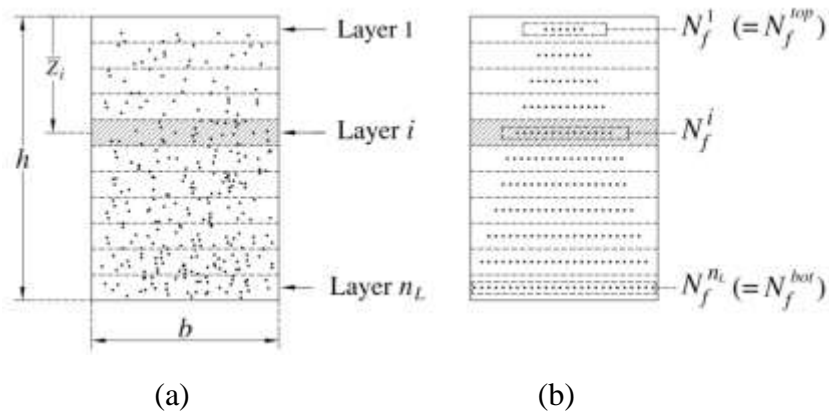 Layer 1
z̄ᵢ
Layer i
h
Layer n_L
b
N_f^1 (= N_f^top)
N_f^i
N_f^{n_L} (= N_f^bot)
(a) (b)